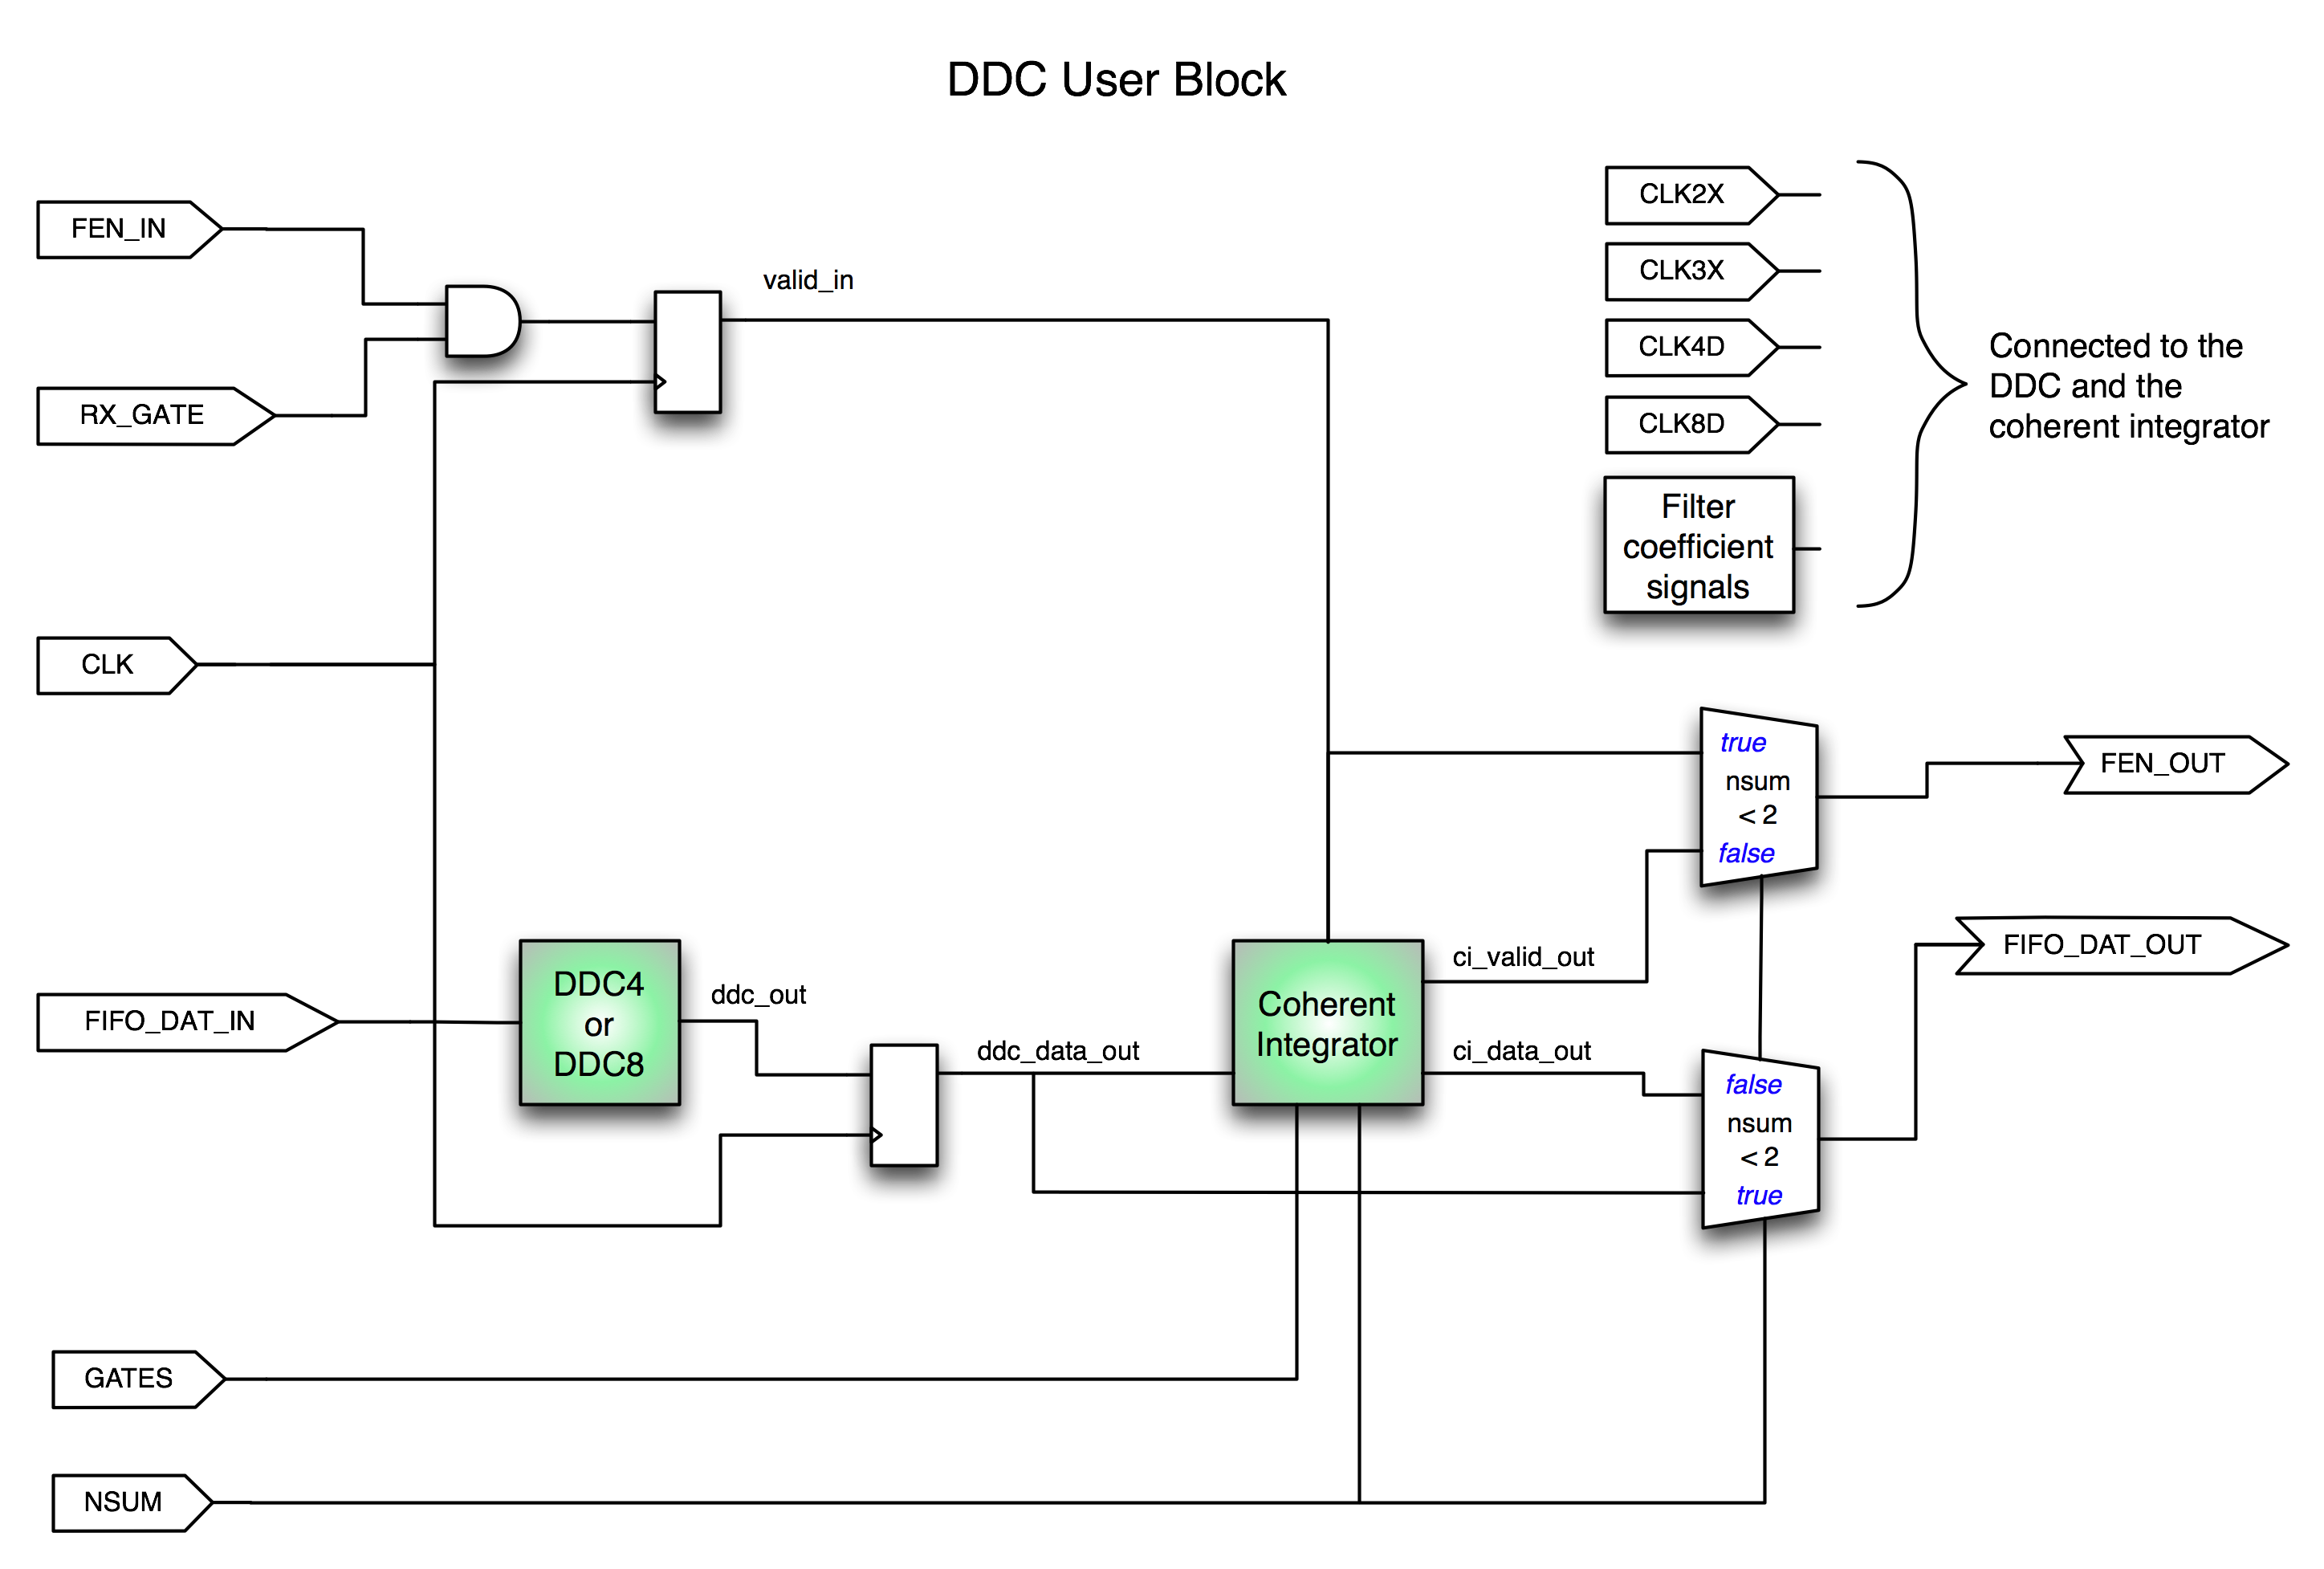 DDC User Block
FEN_IN
RX_GATE
valid_in
CLK2X
CLK3X
CLK4D
CLK8D
Filter
coefficient
signals
Connected to the
DDC and the
coherent integrator
CLK
true
nsum
< 2
false
FEN_OUT
FIFO_DAT_IN
DDC4
or
DDC8
ddc_out
ddc_data_out
Coherent
Integrator
ci_valid_out
ci_data_out
false
nsum
< 2
true
FIFO_DAT_OUT
GATES
NSUM